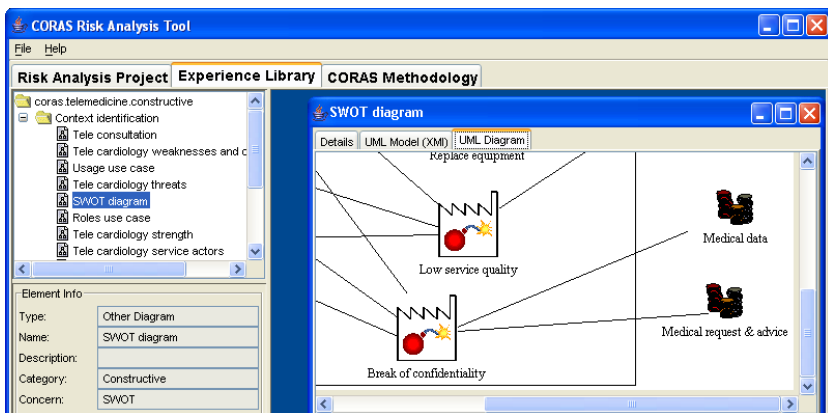 CORAS Risk Analysis Tool
File Help
Risk Analysis Project Experience Library CORAS Methodology
coras.telemedicine.constructive
Context identification
Tele consultation
Tele cardiology weaknesses and c
Usage use case
Tele cardiology threats
SWOT diagram
Roles use case
Tele cardiology strength
Tele cardiology service actors
Element Info
Type: Other Diagram
Name: SWOT diagram
Description:
Category: Constructive
Concern: SWOT
SWOT diagram
Details UML Model (XMI) UML Diagram
Replace equipment
Low service quality
Medical data
Medical request & advice
Break of confidentiality